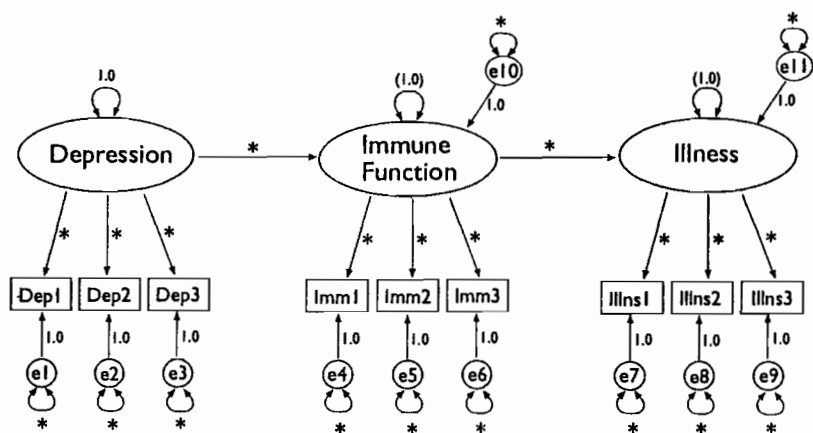 * *
e10 e11
1.0 (1.0) 1.0 (1.0) 1.0
Depression * Immune Function * Illness
* * * * * * * * *
Dep1 Dep2 Dep3 Imm1 Imm2 Imm3 Illns1 Illns2 Illns3
1.0 1.0 1.0 1.0 1.0 1.0 1.0 1.0 1.0
e1 e2 e3 e4 e5 e6 e7 e8 e9
* * * * * * * * *